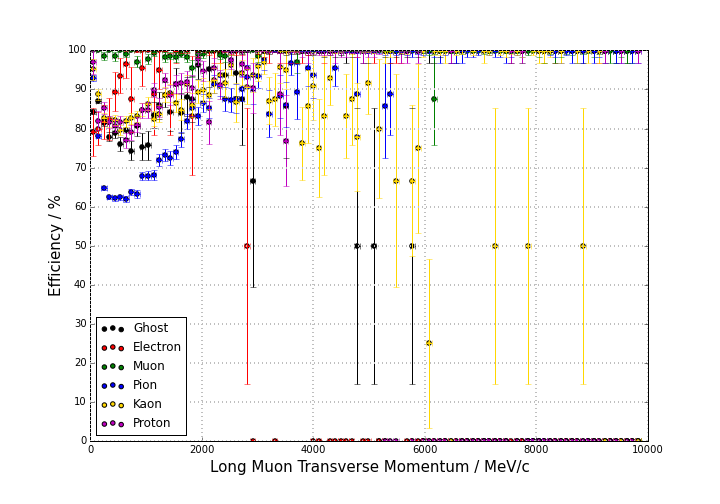 100
90
80
70
60
50
40
30
20
10
0
Efficiency / %
Ghost
Electron
Muon
Pion
Kaon
Proton
0 2000 4000 6000 8000 10000
Long Muon Transverse Momentum / MeV/c